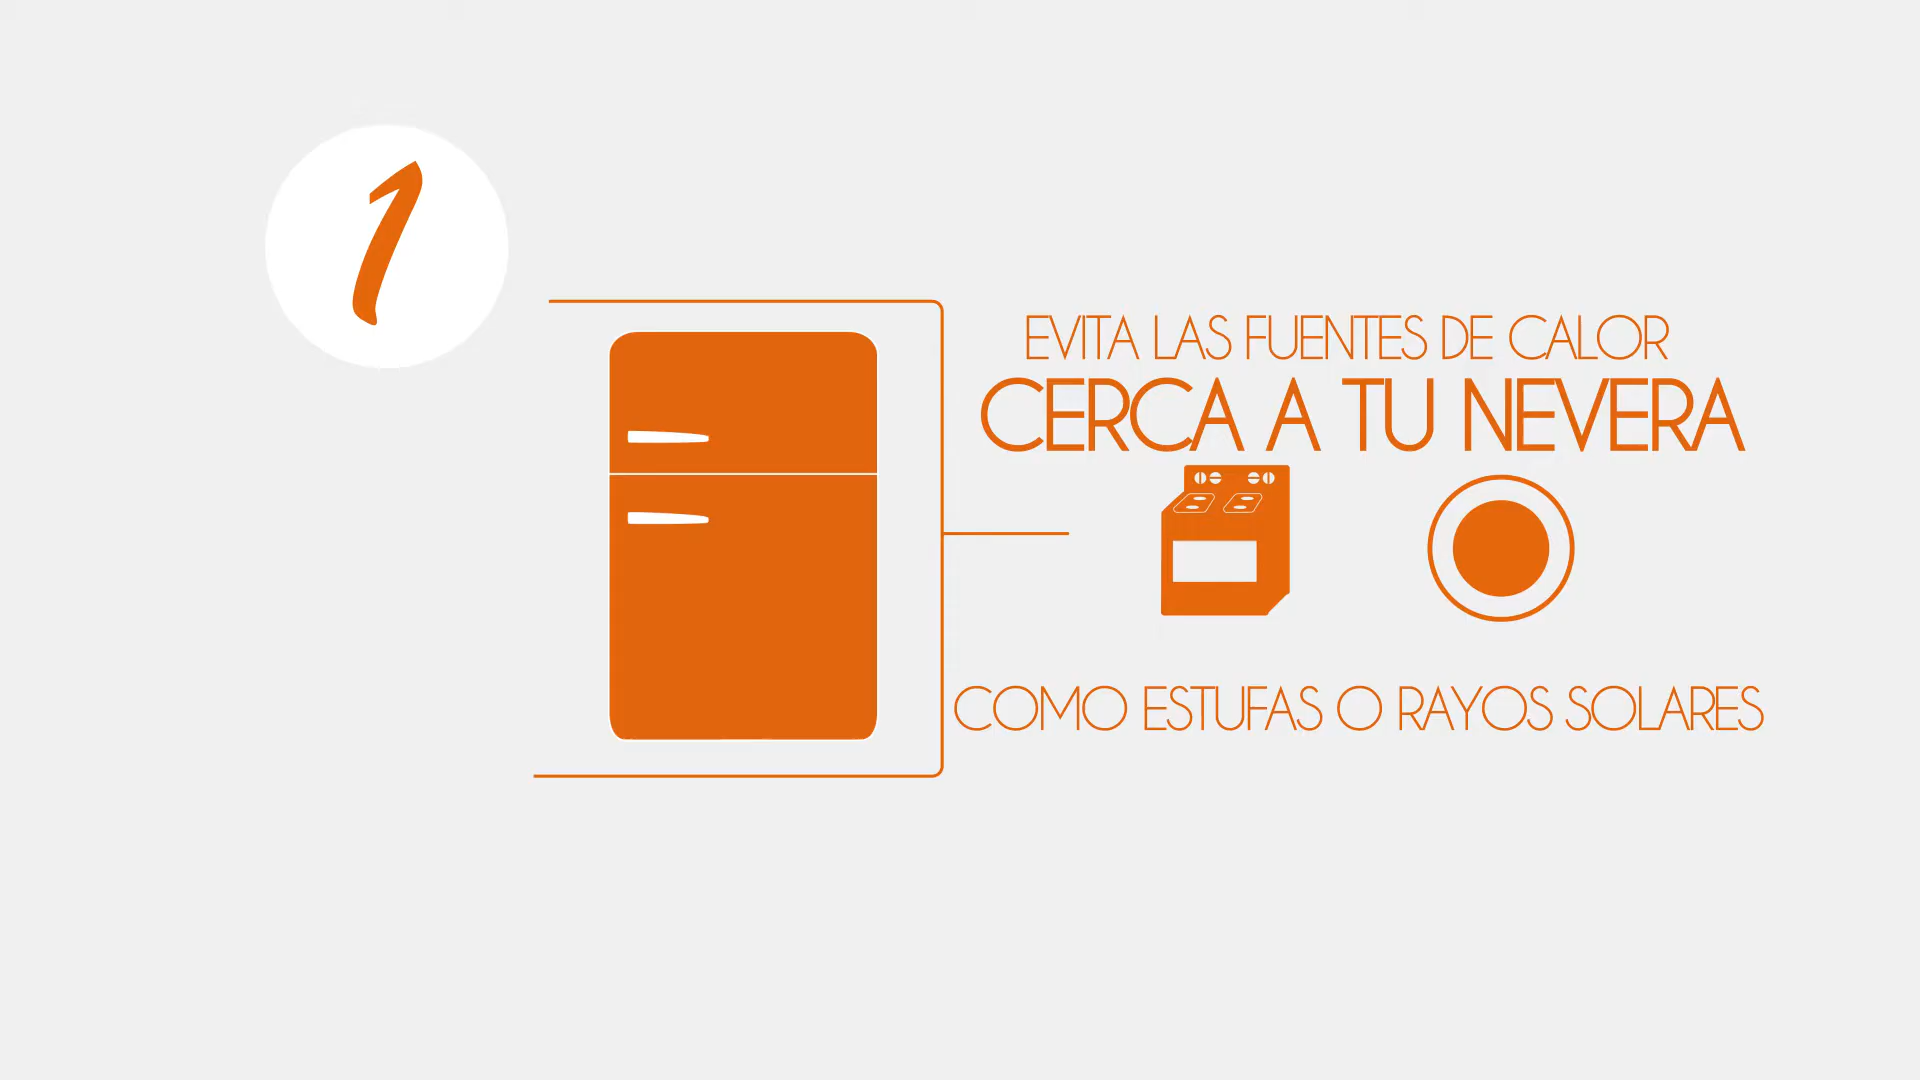 1
EVITA LAS FUENTES DE CALOR
CERCA A TU NEVERA
COMO ESTUFAS O RAYOS SOLARES